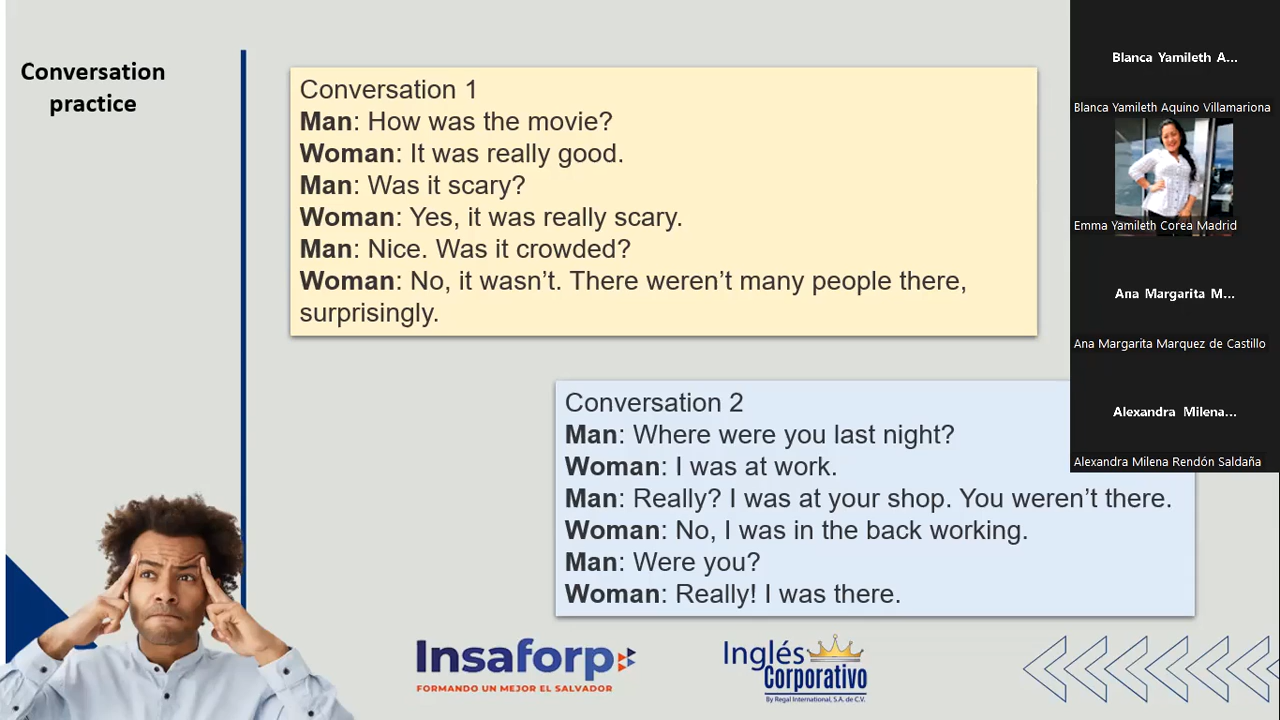 Conversation
practice
Conversation 1
Man: How was the movie?
Woman: It was really good.
Man: Was it scary?
Woman: Yes, it was really scary.
Man: Nice. Was it crowded?
Woman: No, it wasn’t. There weren’t many people there,
surprisingly.
Conversation 2
Man: Where were you last night?
Woman: I was at work.
Man: Really? I was at your shop. You weren’t there.
Woman: No, I was in the back working.
Man: Were you?
Woman: Really! I was there.
Insaforp
FORMANDO UN MEJOR EL SALVADOR
Inglés
Corporativo
By Regal International, S.A. de C.V.
Blanca Yamileth A...
Blanca Yamileth Aquino Villamariona
Emma Yamileth Corea Madrid
Ana Margarita M...
Ana Margarita Marquez de Castillo
Alexandra Milena...
Alexandra Milena Rendón Saldaña